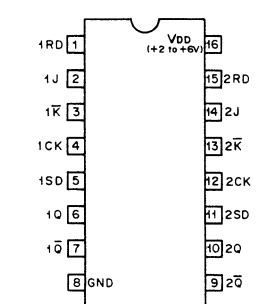 1RD 1 VDD 16
(+2 to +6V)
1J 2 15 2RD
1K̅ 3 14 2J
1CK 4 13 2K̅
1SD 5 12 2CK
1Q 6 11 2SD
1Q̅ 7 10 2Q
8 GND 9 2Q̅